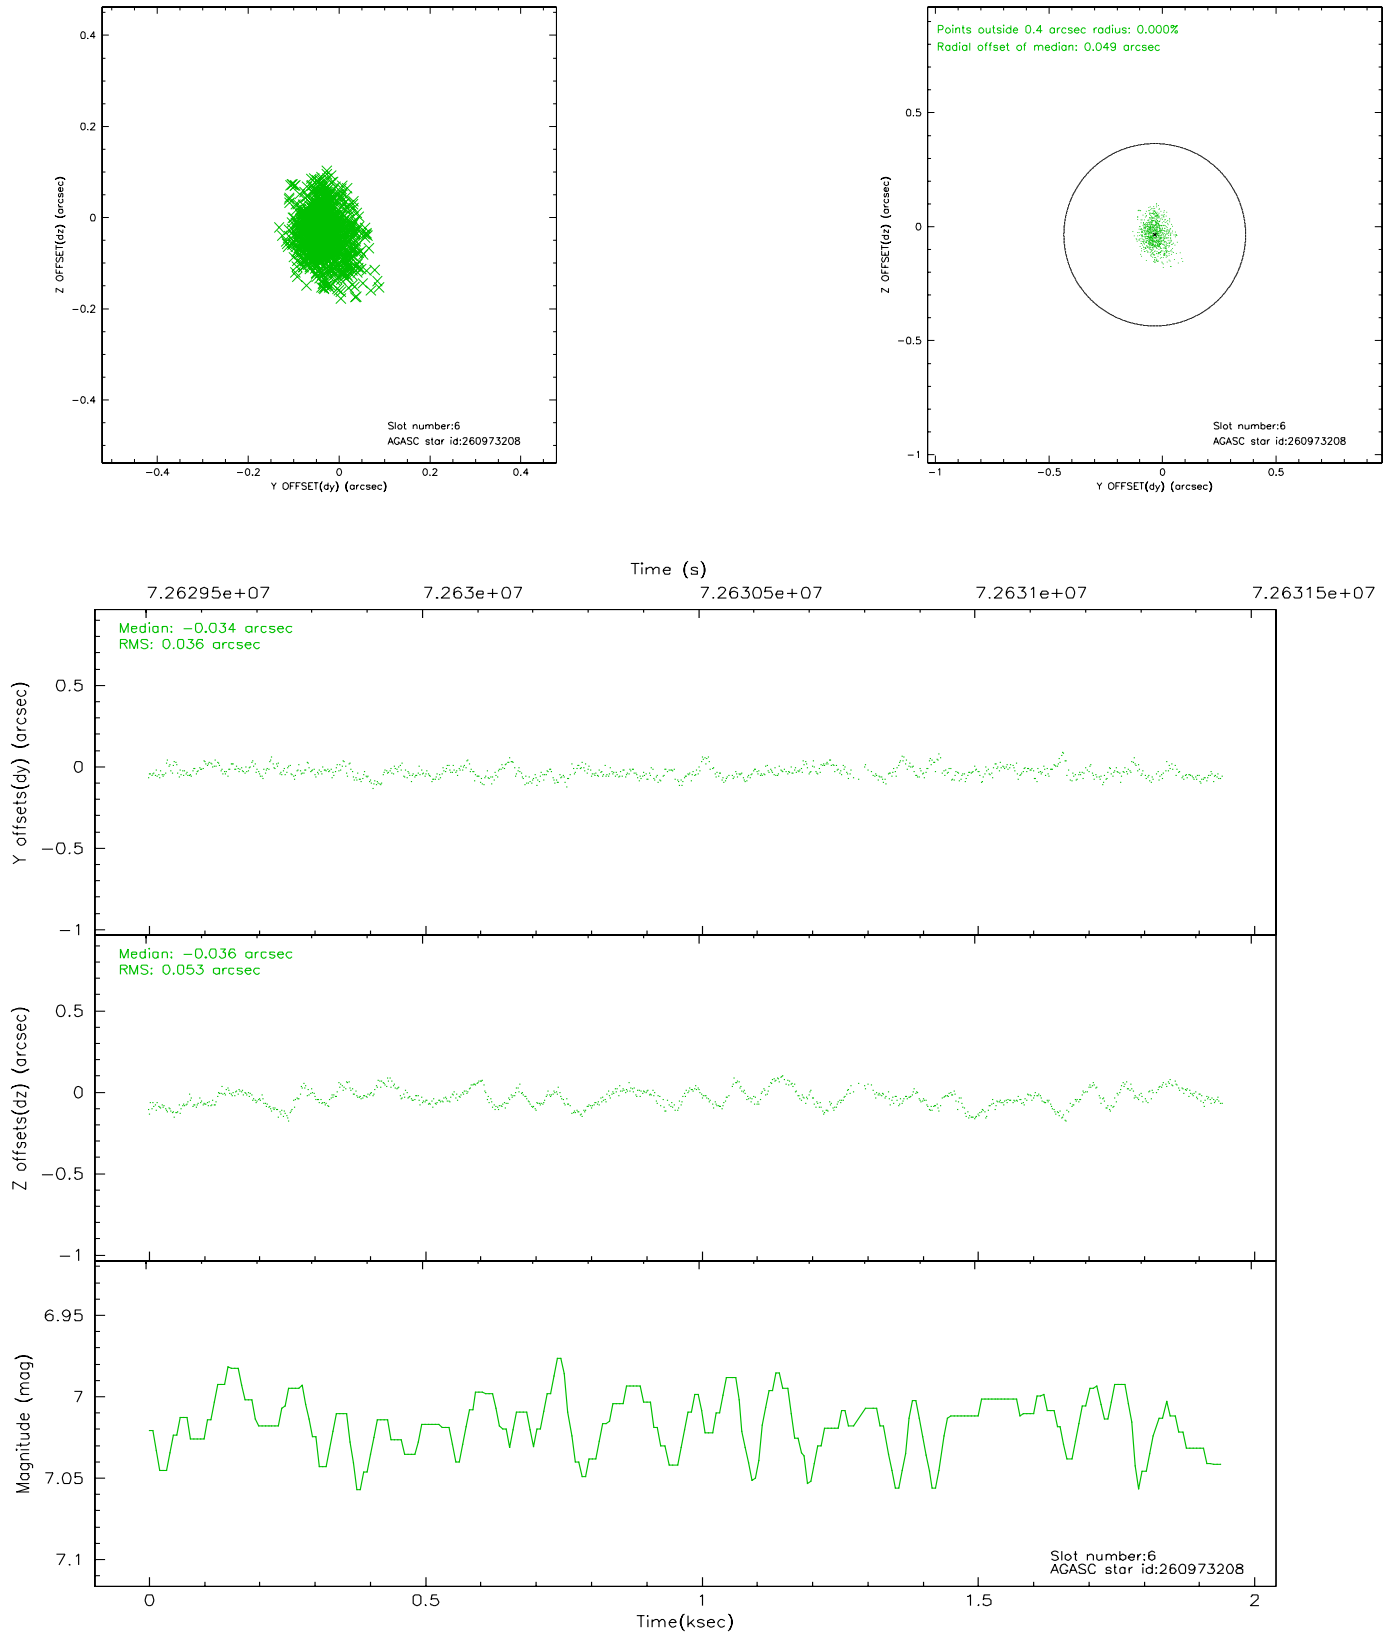 0.4
0.2
0
−0.2
−0.4
Z OFFSET(dz) (arcsec)
Slot number:6
AGASC star id:260973208
−0.4 −0.2 0 0.2 0.4
Y OFFSET(dy) (arcsec)
Points outside 0.4 arcsec radius: 0.000%
Radial offset of median: 0.049 arcsec
0.5
0
−0.5
−1
Z OFFSET(dz) (arcsec)
Slot number:6
AGASC star id:260973208
−1 −0.5 0 0.5
Y OFFSET(dy) (arcsec)
Time (s)
7.26295e+07 7.263e+07 7.26305e+07 7.2631e+07 7.26315e+07
Median: −0.034 arcsec
RMS: 0.036 arcsec
0.5
0
−0.5
−1
Y offsets(dy) (arcsec)
Median: −0.036 arcsec
RMS: 0.053 arcsec
0.5
0
−0.5
−1
Z offsets(dz) (arcsec)
6.95
7
7.05
7.1
Magnitude (mag)
Slot number:6
AGASC star id:260973208
0 0.5 1 1.5 2
Time(ksec)